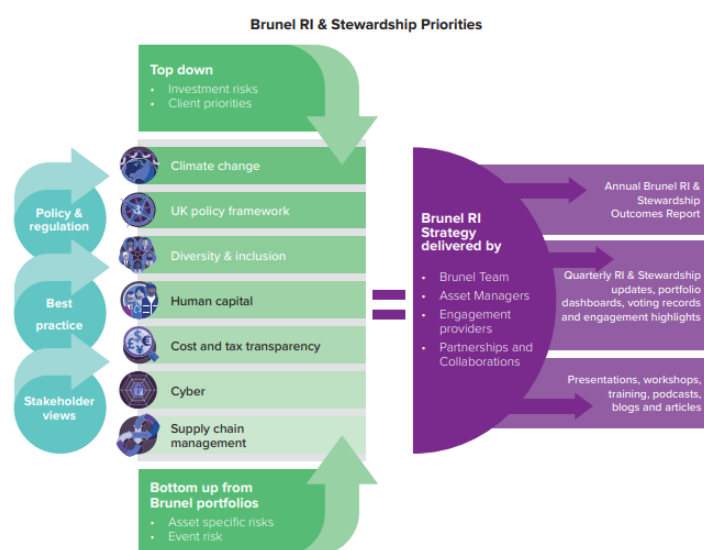 Brunel RI & Stewardship Priorities
Top down
• Investment risks
• Client priorities
Policy &
regulation
Best
practice
Stakeholder
views
Climate change
UK policy framework
Diversity & inclusion
Human capital
Cost and tax transparency
Cyber
Supply chain
management
Bottom up from
Brunel portfolios
• Asset specific risks
• Event risk
Brunel RI
Strategy
delivered by
• Brunel Team
• Asset Managers
• Engagement
providers
• Partnerships and
Collaborations
Annual Brunel RI &
Stewardship
Outcomes Report
Quarterly RI & Stewardship
updates, portfolio
dashboards, voting records
and engagement highlights
Presentations, workshops,
training, podcasts,
blogs and articles